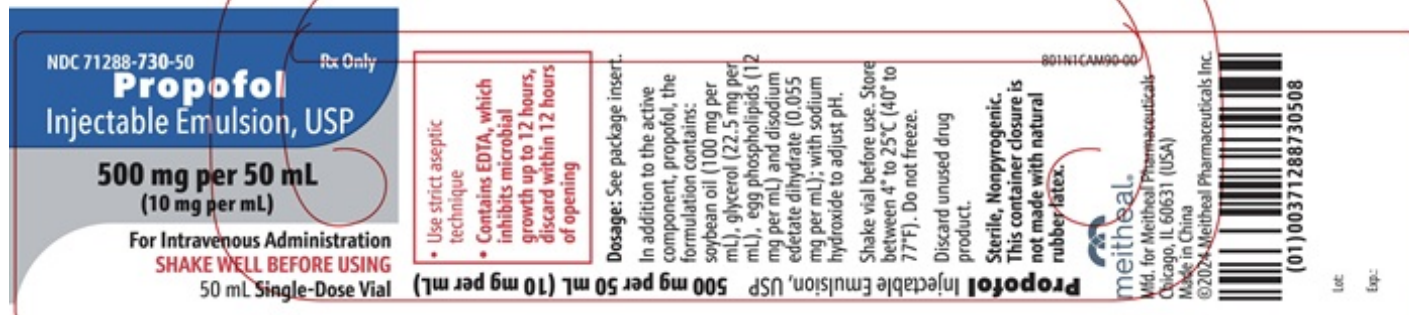 NDC 71288-730-50 Rx Only
Propofol
Injectable Emulsion, USP
500 mg per 50 mL
(10 mg per mL)
For Intravenous Administration
SHAKE WELL BEFORE USING
50 mL Single-Dose Vial
• Use strict aseptic
technique
• Contains EDTA, which
inhibits microbial
growth up to 12 hours,
discard within 12 hours
of opening
Dosage: See package insert.
In addition to the active
component, propofol, the
formulation contains:
soybean oil (100 mg per
mL), glycerol (22.5 mg per
mL), egg phospholipids (12
mg per mL) and disodium
edetate dihydrate (0.055
mg per mL); with sodium
hydroxide to adjust pH.
Shake vial before use. Store
between 4° to 25°C (40° to
77°F). Do not freeze.
Discard unused drug
product.
Sterile, Nonpyrogenic.
This container closure is
not made with natural
rubber latex.
Propofol Injectable Emulsion, USP 500 mg per 50 mL (10 mg per mL)
801N1CAM90-00
meitheal®
Mfd. for Meitheal Pharmaceuticals
Chicago, IL 60631 (USA)
Made in China
©2024 Meitheal Pharmaceuticals Inc.
(01)00371288730508
Lot:
Exp.: